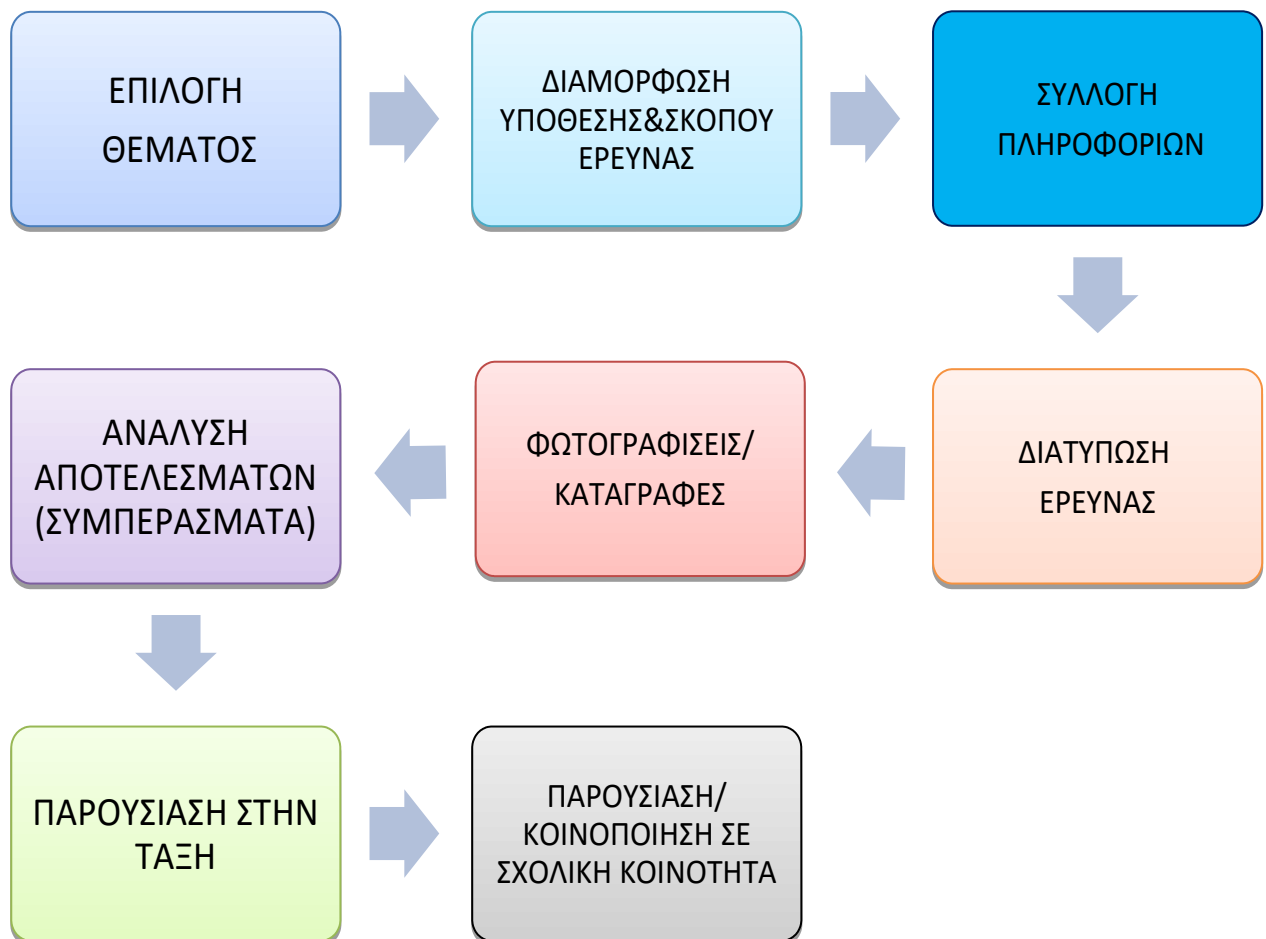 ΕΠΙΛΟΓΗ
ΘΕΜΑΤΟΣ
ΔΙΑΜΟΡΦΩΣΗ
ΥΠΟΘΕΣΗΣ&ΣΚΟΠΟΥ
ΕΡΕΥΝΑΣ
ΣΥΛΛΟΓΗ
ΠΛΗΡΟΦΟΡΙΩΝ
ΔΙΑΤΥΠΩΣΗ
ΕΡΕΥΝΑΣ
ΦΩΤΟΓΡΑΦΙΣΕΙΣ/
ΚΑΤΑΓΡΑΦΕΣ
ΑΝΑΛΥΣΗ
ΑΠΟΤΕΛΕΣΜΑΤΩΝ
(ΣΥΜΠΕΡΑΣΜΑΤΑ)
ΠΑΡΟΥΣΙΑΣΗ ΣΤΗΝ
ΤΑΞΗ
ΠΑΡΟΥΣΙΑΣΗ/
ΚΟΙΝΟΠΟΙΗΣΗ ΣΕ
ΣΧΟΛΙΚΗ ΚΟΙΝΟΤΗΤΑ